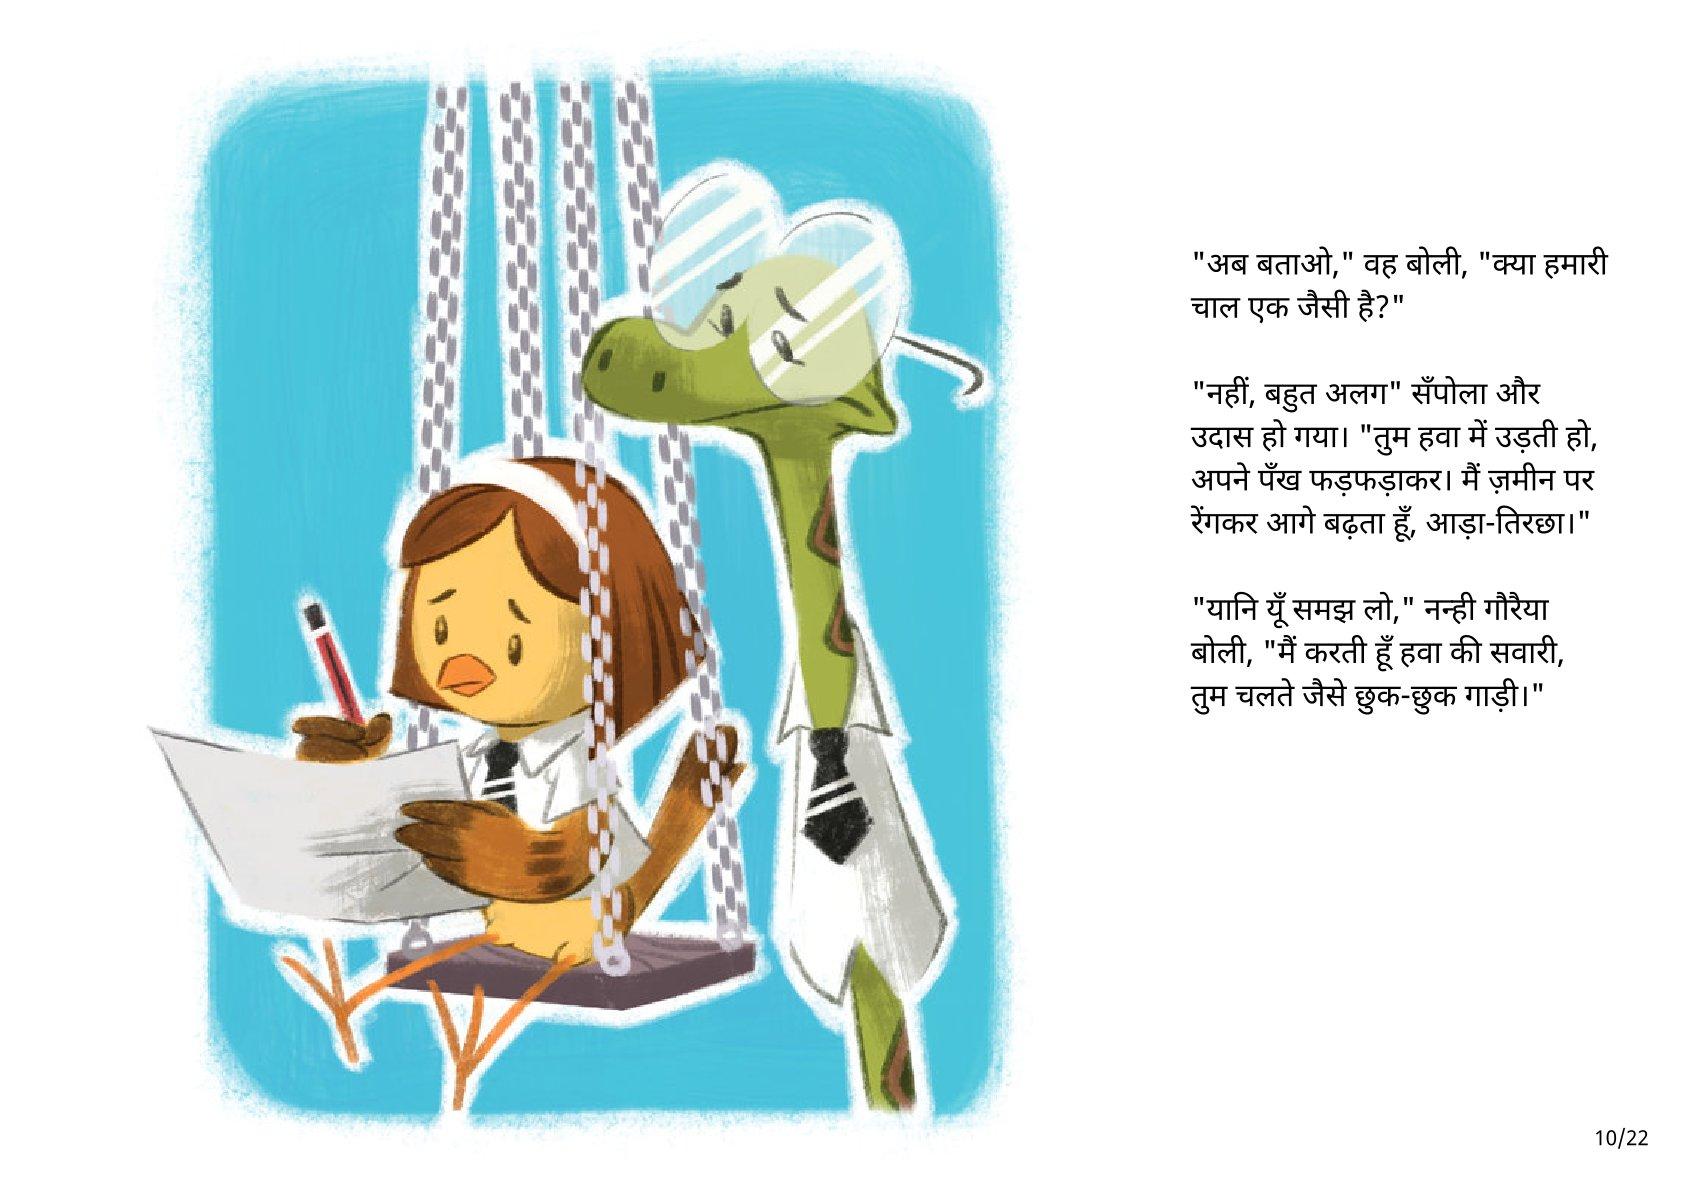 "अब बताओ," वह बोली, "क्या हमारी
चाल एक जैसी है?"
"नहीं, बहुत अलग" सँपोला और
उदास हो गया। "तुम हवा में उड़ती हो,
अपने पँख फड़फड़ाकर। मैं ज़मीन पर
रेंगकर आगे बढ़ता हूँ, आड़ा-तिरछा।"
"यानि यूँ समझ लो," नन्ही गौरैया
बोली, "मैं करती हूँ हवा की सवारी,
तुम चलते जैसे छुक-छुक गाड़ी।"
10/22